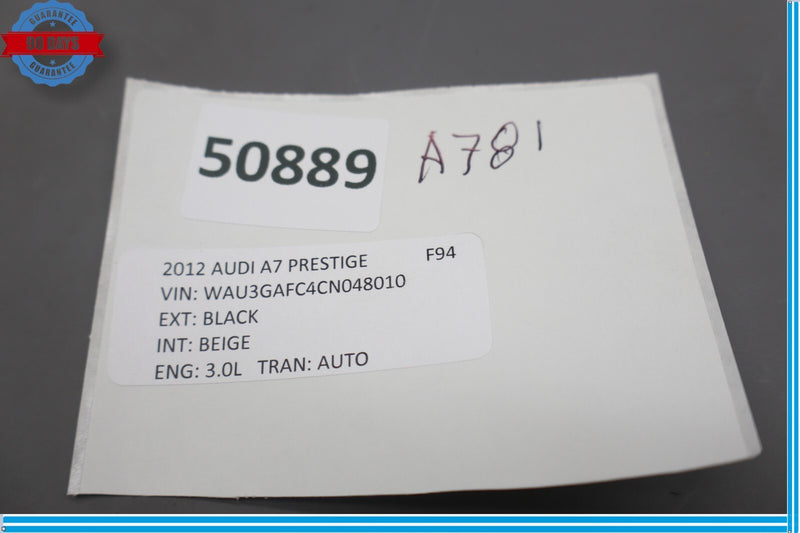 GUARANTEE
90 DAYS
GUARANTEE
50889
A781
2012 AUDI A7 PRESTIGE F94
VIN: WAU3GAFC4CN048010
EXT: BLACK
INT: BEIGE
ENG: 3.0L TRAN: AUTO